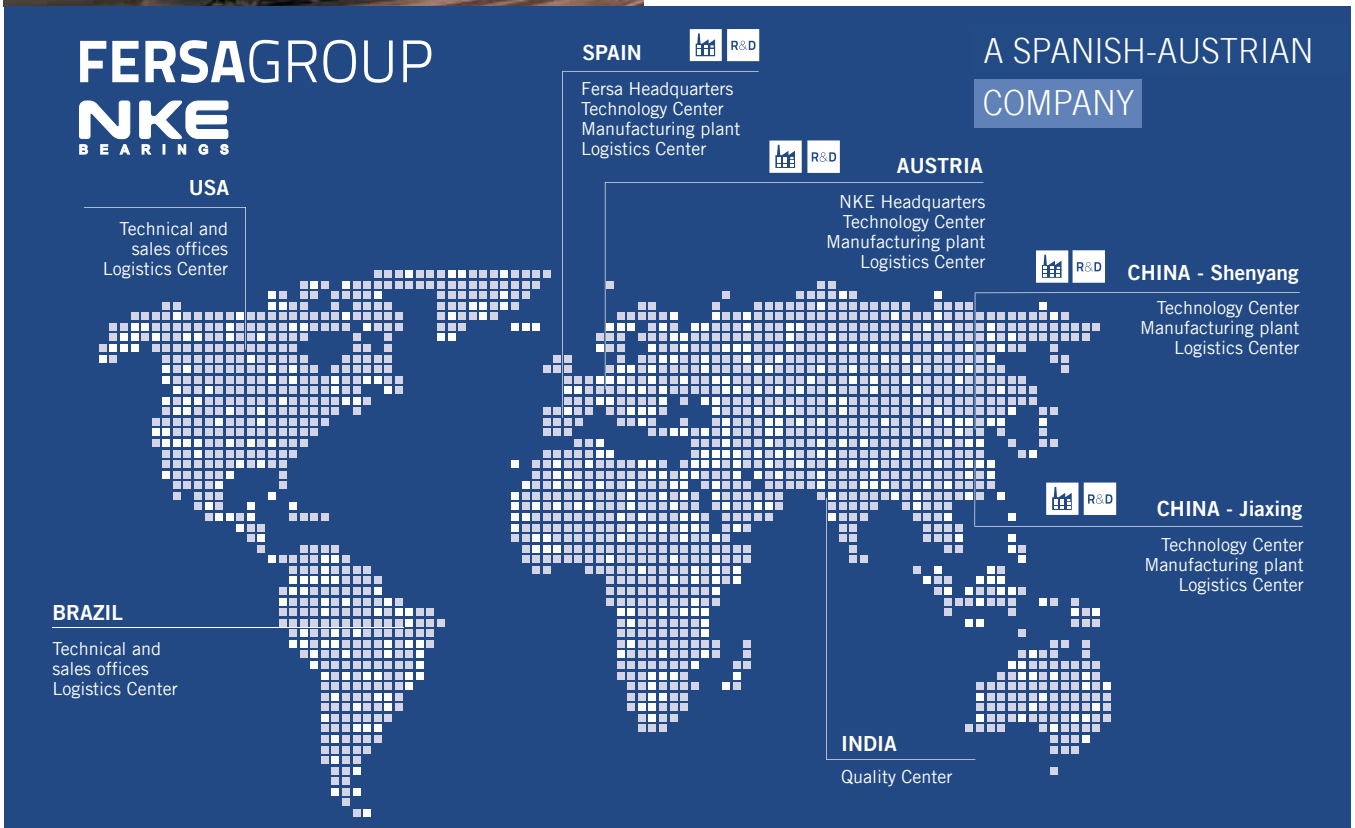 FERSAGROUP
NKE
BEARINGS
A SPANISH-AUSTRIAN
COMPANY
SPAIN
R&D
Fersa Headquarters
Technology Center
Manufacturing plant
Logistics Center
R&D
AUSTRIA
NKE Headquarters
Technology Center
Manufacturing plant
Logistics Center
USA
Technical and
sales offices
Logistics Center
R&D
CHINA - Shenyang
Technology Center
Manufacturing plant
Logistics Center
R&D
CHINA - Jiaxing
Technology Center
Manufacturing plant
Logistics Center
BRAZIL
Technical and
sales offices
Logistics Center
INDIA
Quality Center